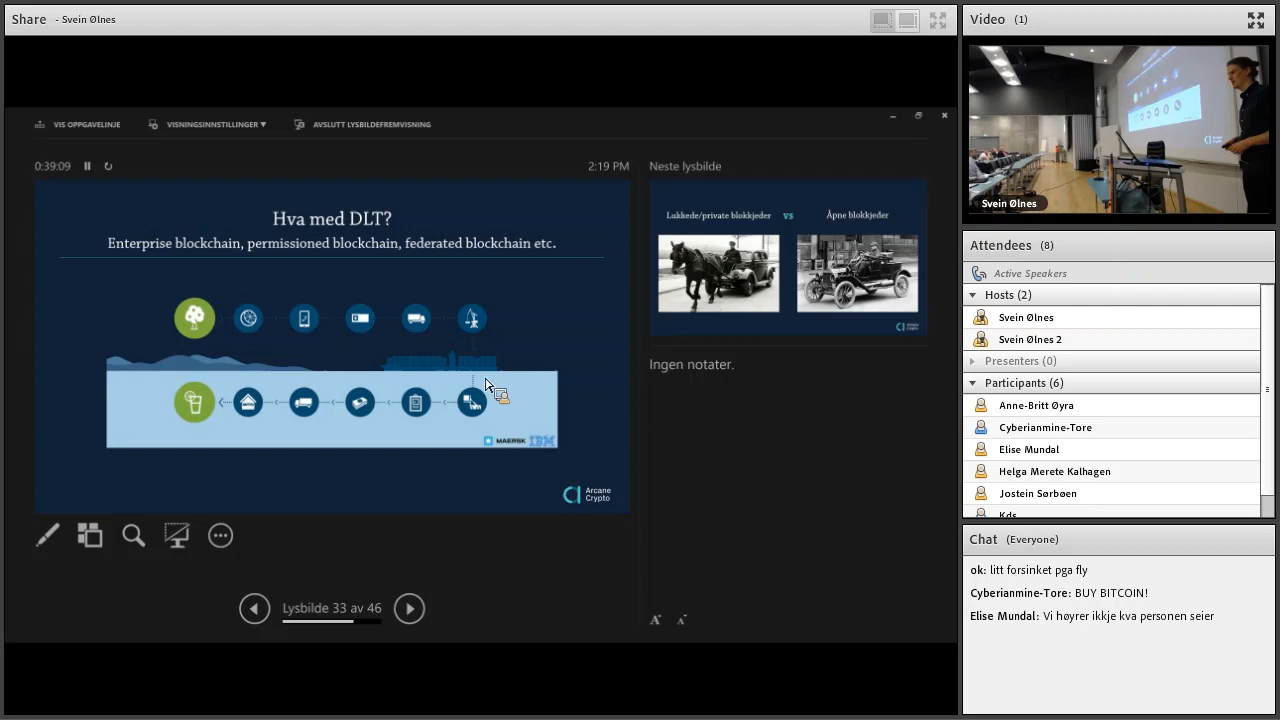 Share - Svein Ølnes
VIS OPPGAVELINJE
VISNINGSINNSTILLINGER
AVSLUTT LYSBILDEFREMVISNING
0:39:09
2:19 PM
Hva med DLT?
Enterprise blockchain, permissioned blockchain, federated blockchain etc.
MAERSK IBM
Arcane
Crypto
Lysbilde 33 av 46
Neste lysbilde
Lukkede/private blokkjeder vs Åpne blokkjeder
Ingen notater.
A A
Video (1)
Svein Ølnes
Attendees (8)
Active Speakers
Hosts (2)
Svein Ølnes
Svein Ølnes 2
Presenters (0)
Participants (6)
Anne-Britt Øyra
Cyberianmine-Tore
Elise Mundal
Helga Merete Kalhagen
Jostein Sørbøen
Kds
Chat (Everyone)
ok: litt forsinket pga fly
Cyberianmine-Tore: BUY BITCOIN!
Elise Mundal: Vi høyrer ikkje kva personen seier